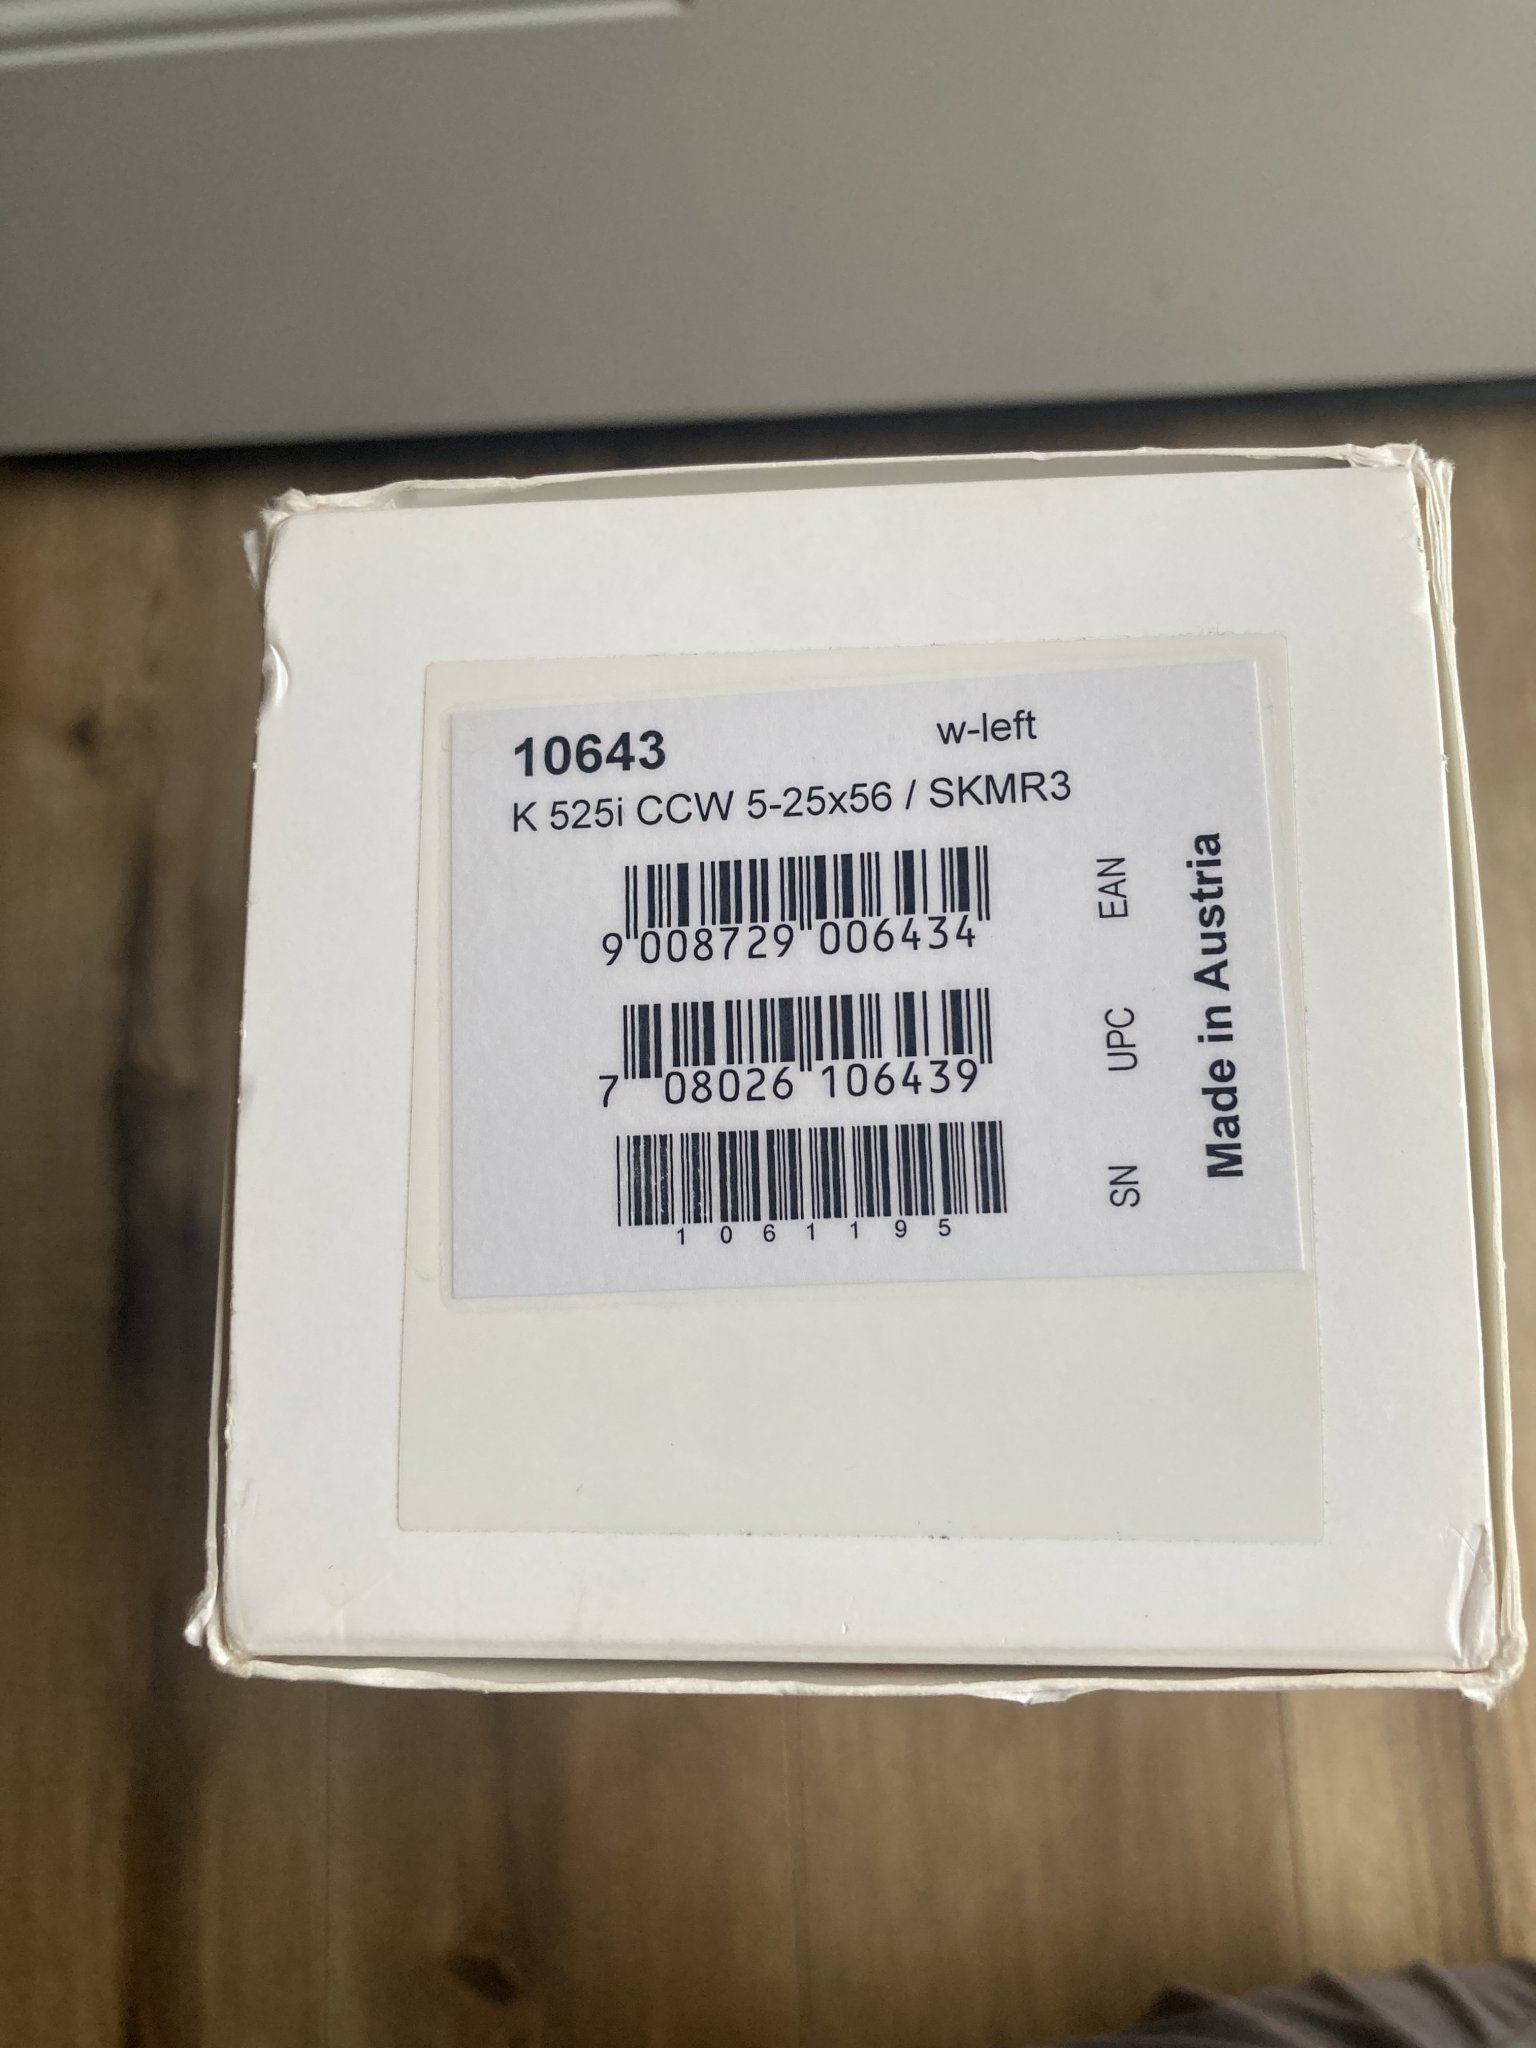 10643 w-left
K 525i CCW 5-25x56 / SKMR3
9 008729 006434 EAN
7 08026 106439 UPC
1061195 SN
Made in Austria